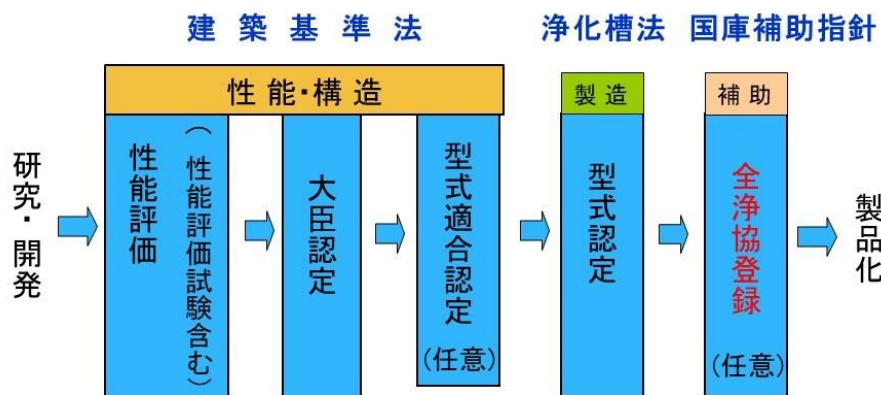 建築基準法
浄化槽法
国庫補助指針
性能・構造
製造
補助
研究・開発
性能評価
（性能評価試験含む）
大臣認定
型式適合認定
(任意)
型式認定
全浄協登録
(任意)
製品化